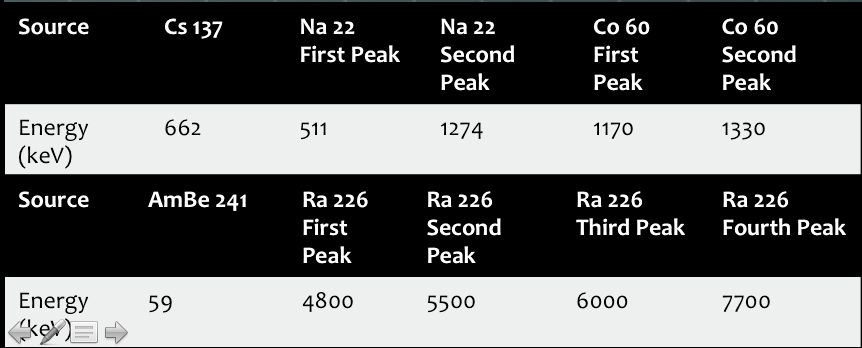 Source Cs 137 Na 22 Na 22 Co 60 Co 60
First Peak Second First Second
Peak Peak Peak
Energy 662 511 1274 1170 1330
(keV)
Source AmBe 241 Ra 226 Ra 226 Ra 226 Ra 226
First Second Third Peak Fourth Peak
Peak Peak
Energy 59 4800 5500 6000 7700
(keV)